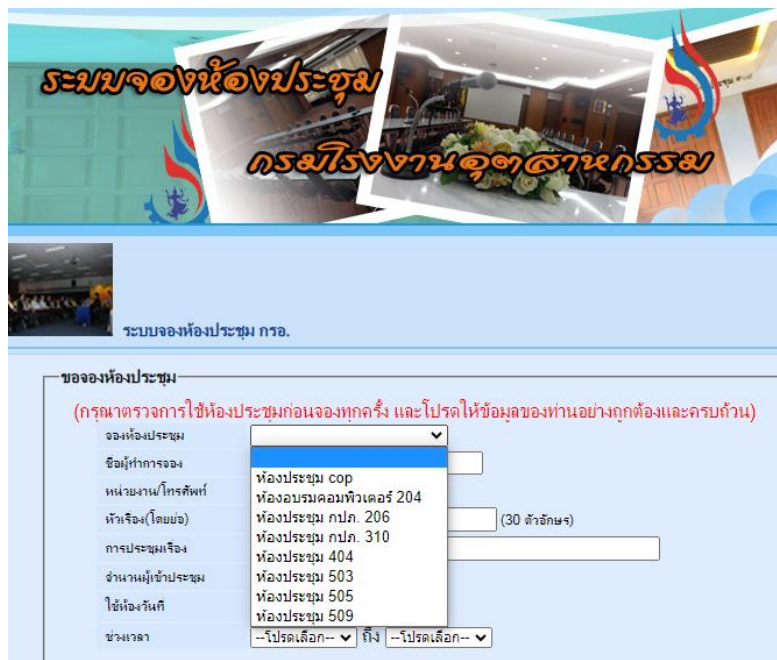 ระบบจองห้องประชุม
กรมโรงงานอุตสาหกรรม
ระบบจองห้องประชุม กรอ.
ขอจองห้องประชุม
(กรุณาตรวจการใช้ห้องประชุมก่อนจองทุกครั้ง และโปรดให้ข้อมูลของท่านอย่างถูกต้องและครบถ้วน)
จองห้องประชุม
ชื่อผู้ทำการจอง
ห้องประชุม cop
หน่วยงาน/โทรศัพท์
ห้องอบรมคอมพิวเตอร์ 204
หัวเรื่อง(โดยย่อ)
ห้องประชุม กปภ. 206
(30 ตัวอักษร)
ห้องประชุม กปภ. 310
การประชุมเรื่อง
ห้องประชุม 404
จำนวนผู้เข้าประชุม
ห้องประชุม 503
ห้องประชุม 505
ใช้ห้องวันที่
ห้องประชุม 509
ช่วงเวลา --โปรดเลือก-- ถึง --โปรดเลือก--